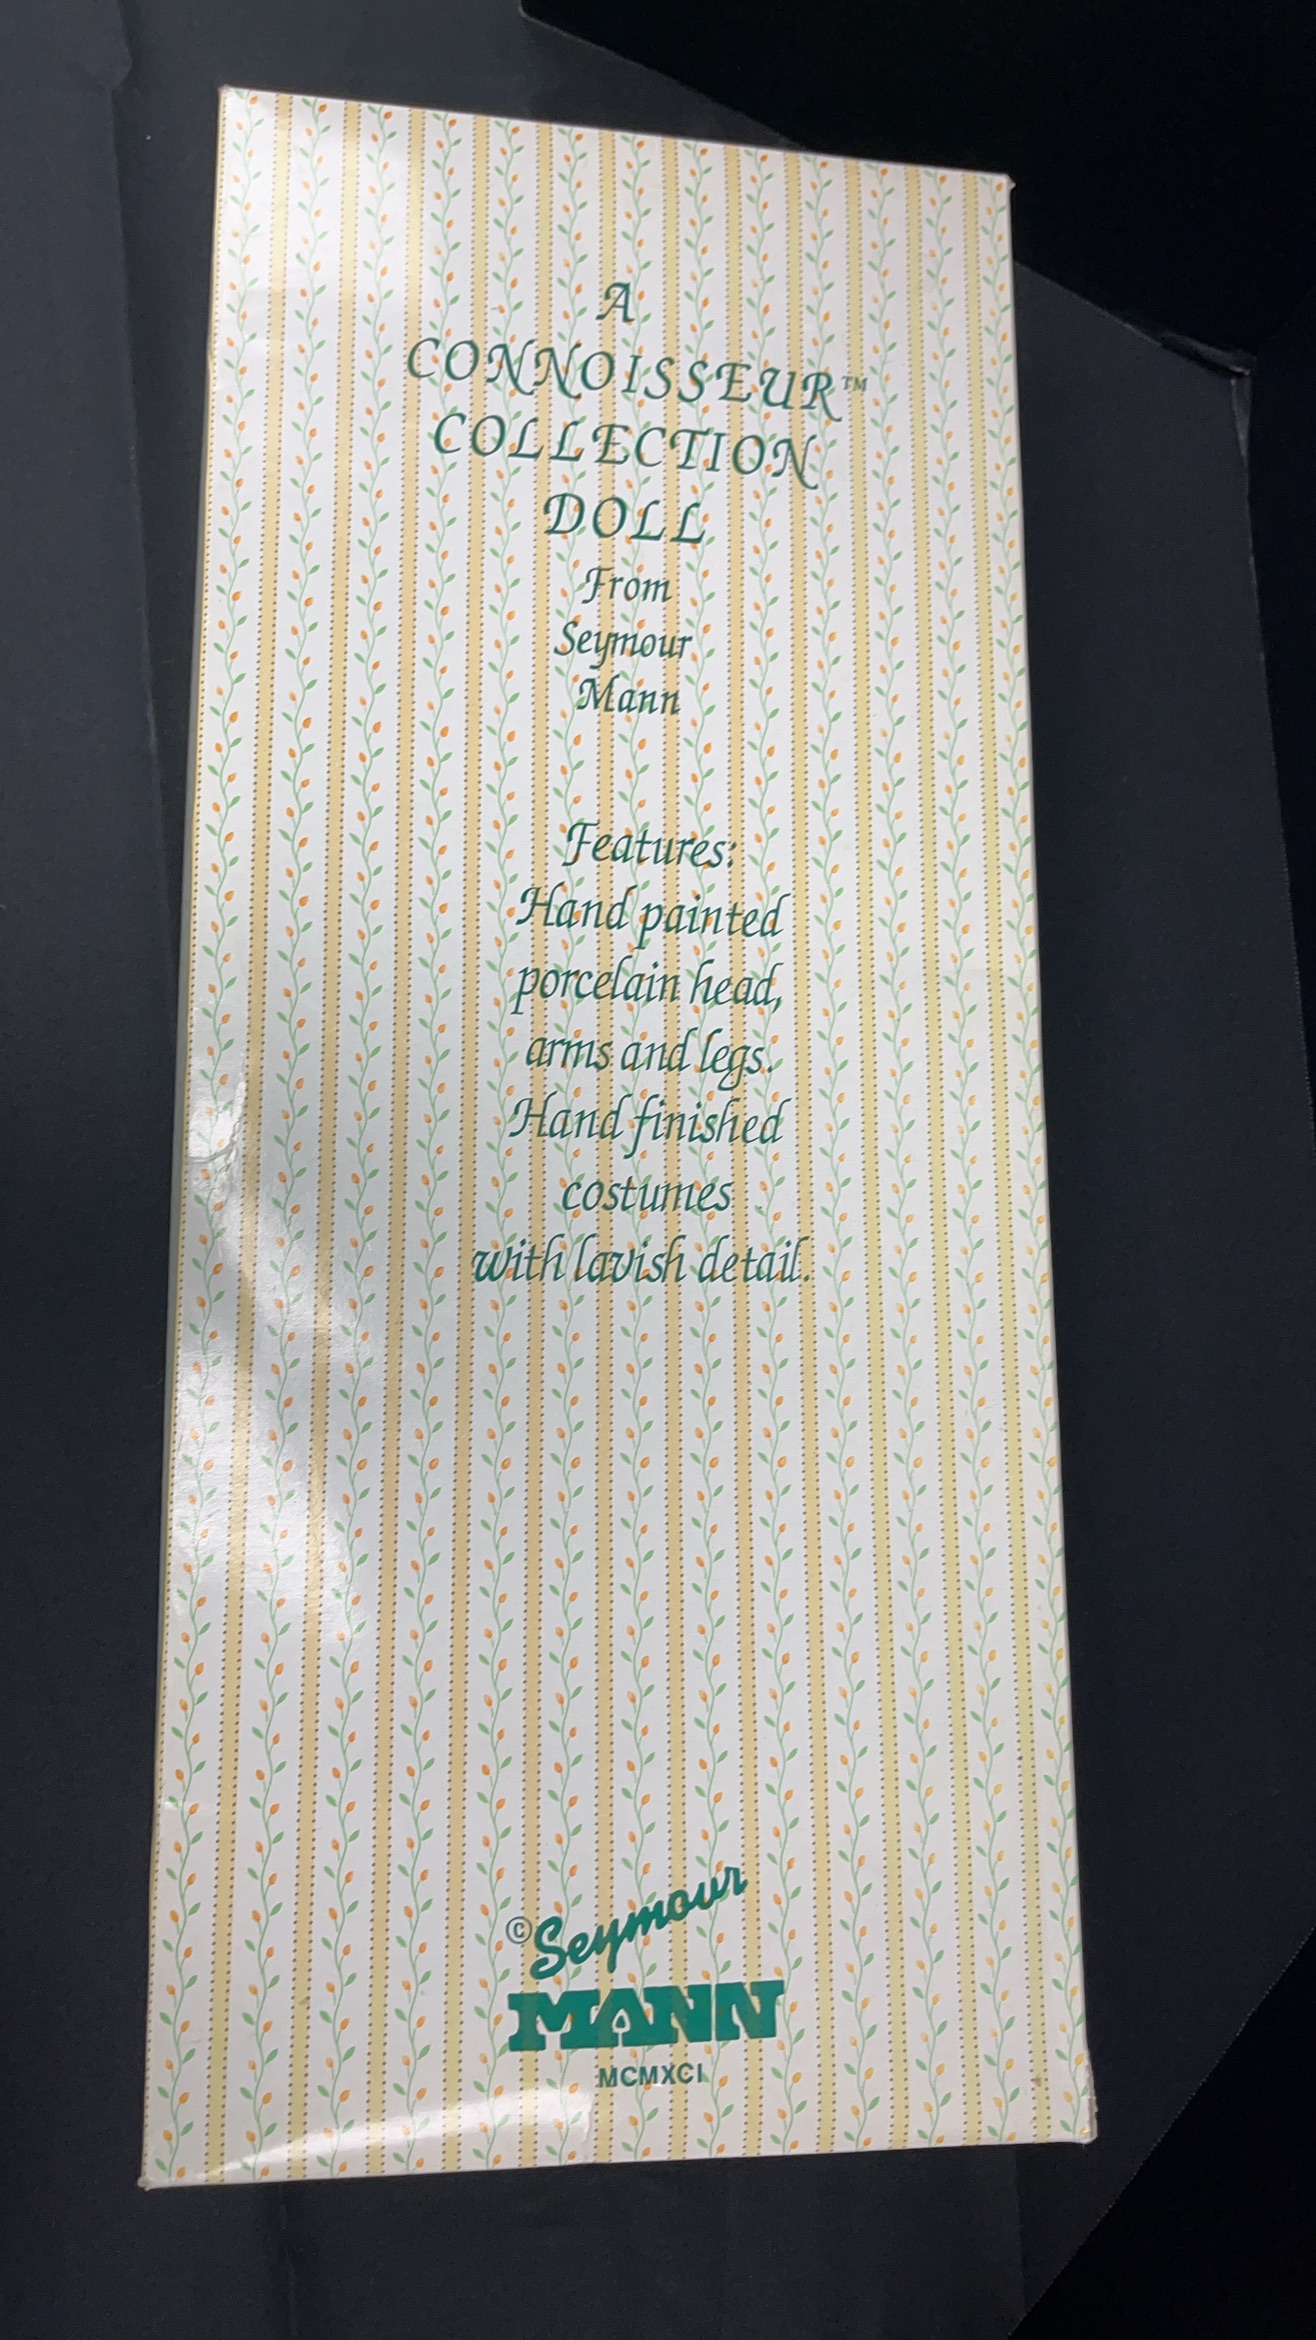 A
CONNOISSEUR™
COLLECTION
DOLL
From
Seymour
Mann
Features:
Hand painted
porcelain head,
arms and legs.
Hand finished
costumes
with lavish detail.
©Seymour
MANN
MCMXCI